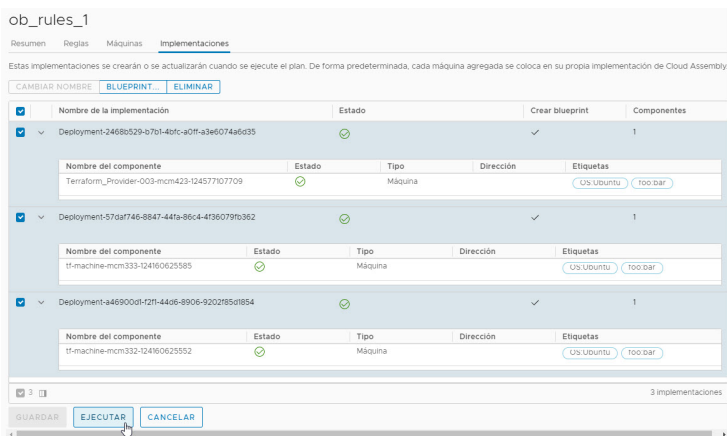 ob_rules_1
Resumen Reglas Máquinas Implementaciones
Estas implementaciones se crearán o se actualizarán cuando se ejecute el plan. De forma predeterminada, cada máquina agregada se coloca en su propia implementación de Cloud Assembly
CAMBIAR NOMBRE BLUEPRINT... ELIMINAR
Nombre de la implementación Estado Crear blueprint Componentes
Deployment-2468b529-b7b1-4bfc-a0ff-a3e6074a6d35 1
Nombre del componente Estado Tipo Dirección Etiquetas
Terraform_Provider-003-mcm423-124577107709 Máquina OS:Ubuntu foo:bar
Deployment-57daf746-8847-44fa-86c4-4f36079fb362 1
Nombre del componente Estado Tipo Dirección Etiquetas
tf-machine-mcm333-124160625585 Máquina OS:Ubuntu foo:bar
Deployment-a46900d1-f2f1-44d6-8906-9202f85d1854 1
Nombre del componente Estado Tipo Dirección Etiquetas
tf-machine-mcm332-124160625552 Máquina OS:Ubuntu foo:bar
3 3 implementaciones
GUARDAR EJECUTAR CANCELAR